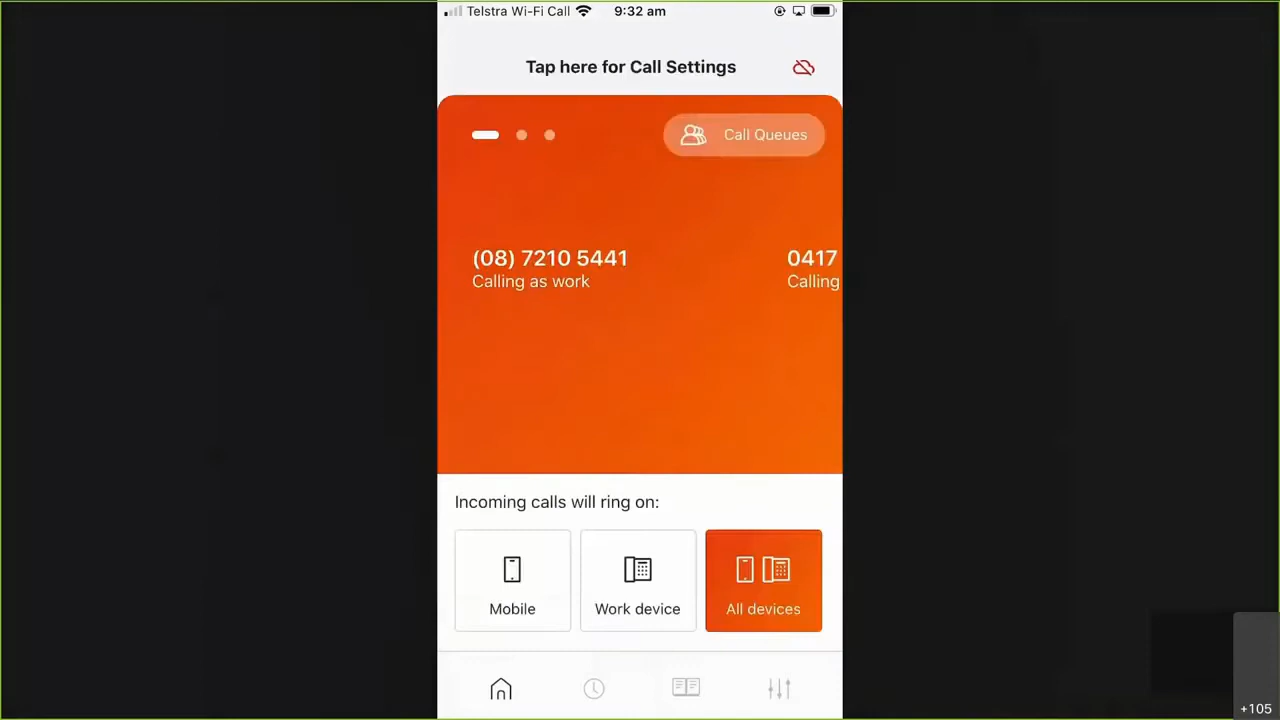 Telstra Wi-Fi Call 9:32 am
Tap here for Call Settings
Call Queues
(08) 7210 5441
Calling as work
0417
Calling
Incoming calls will ring on:
Mobile
Work device
All devices
+105